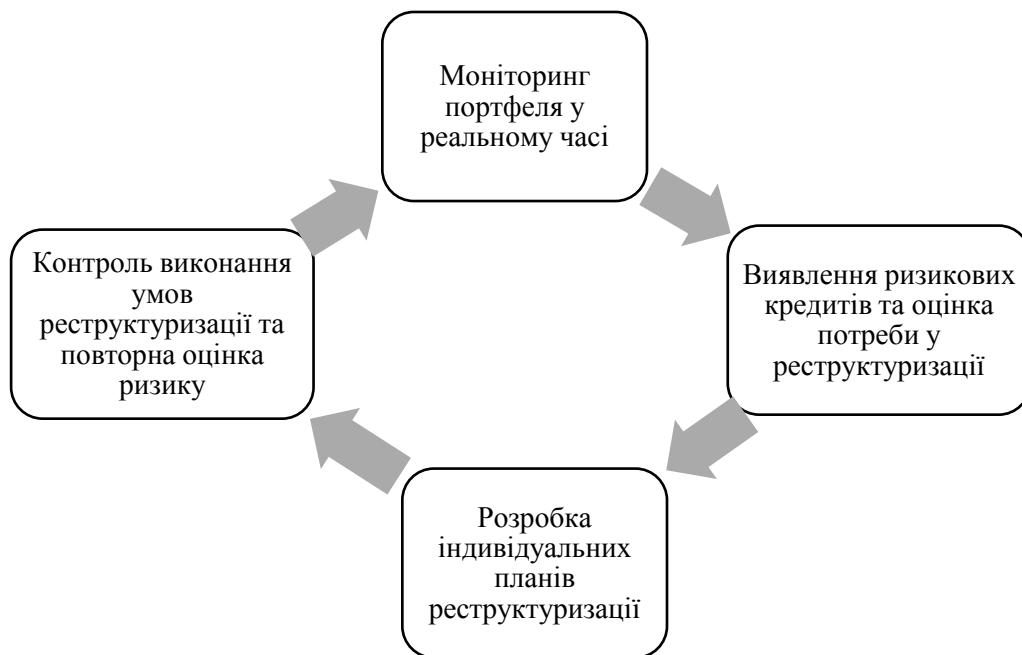 Моніторинг
портфеля у
реальному часі
Виявлення ризикових
кредитів та оцінка
потреби у
реструктуризації
Розробка
індивідуальних
планів
реструктуризації
Контроль виконання
умов
реструктуризації та
повторна оцінка
ризику